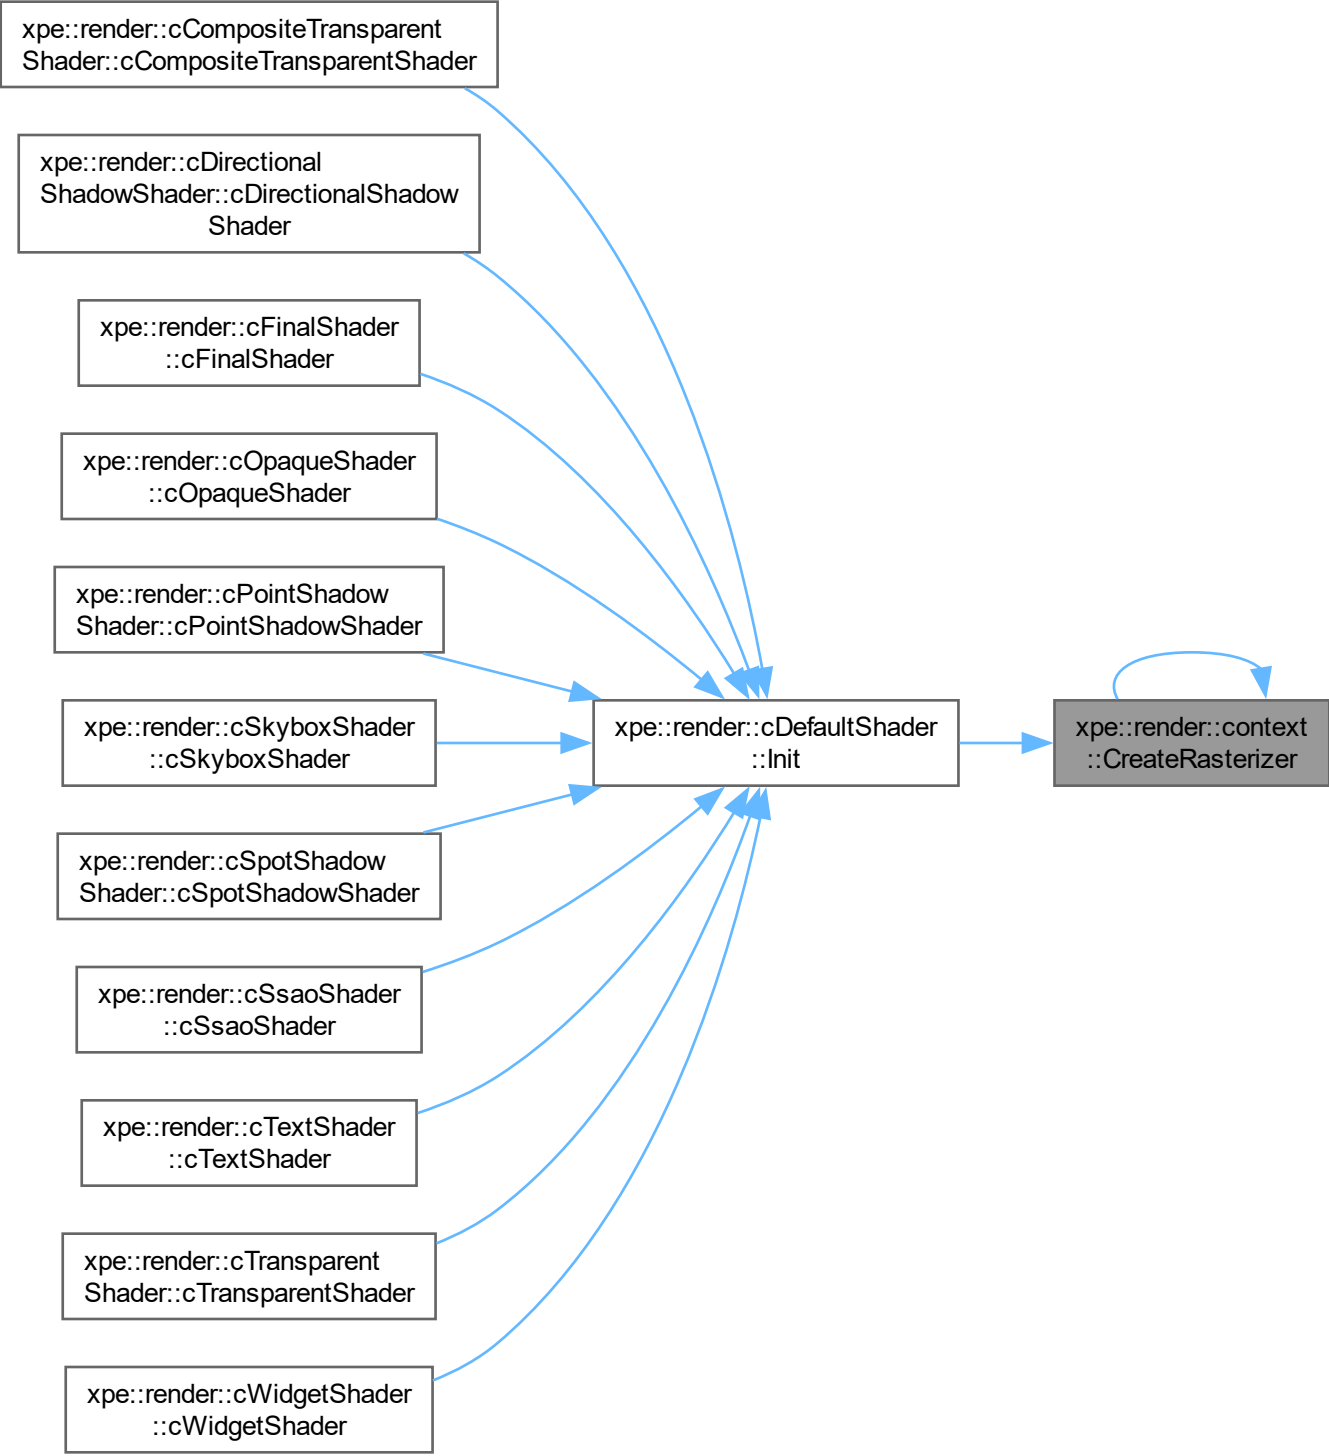 xpe::render::cCompositeTransparent
Shader::cCompositeTransparentShader
xpe::render::cDirectional
ShadowShader::cDirectionalShadow
Shader
xpe::render::cFinalShader
::cFinalShader
xpe::render::cOpaqueShader
::cOpaqueShader
xpe::render::cPointShadow
Shader::cPointShadowShader
xpe::render::cSkyboxShader
::cSkyboxShader
xpe::render::cSpotShadow
Shader::cSpotShadowShader
xpe::render::cSsaoShader
::cSsaoShader
xpe::render::cTextShader
::cTextShader
xpe::render::cTransparent
Shader::cTransparentShader
xpe::render::cWidgetShader
::cWidgetShader
xpe::render::cDefaultShader
::Init
xpe::render::context
::CreateRasterizer